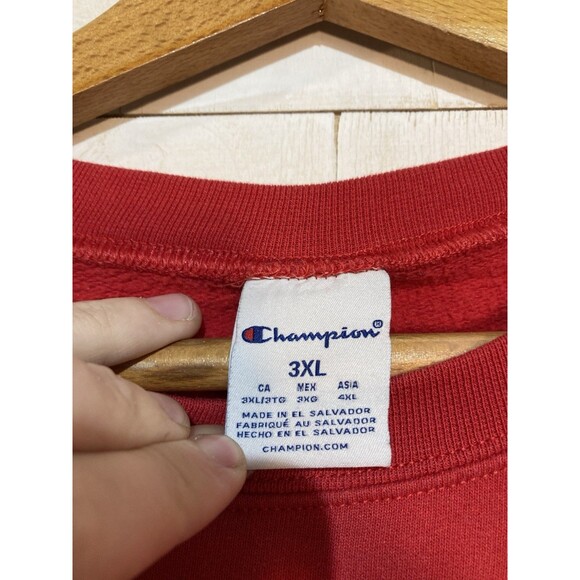 Champion®
3XL
CA MEX ASIA
3XL/3TG 3XG 4XL
MADE IN EL SALVADOR
FABRIQUÉ AU SALVADOR
HECHO EN EL SALVADOR
CHAMPION.COM